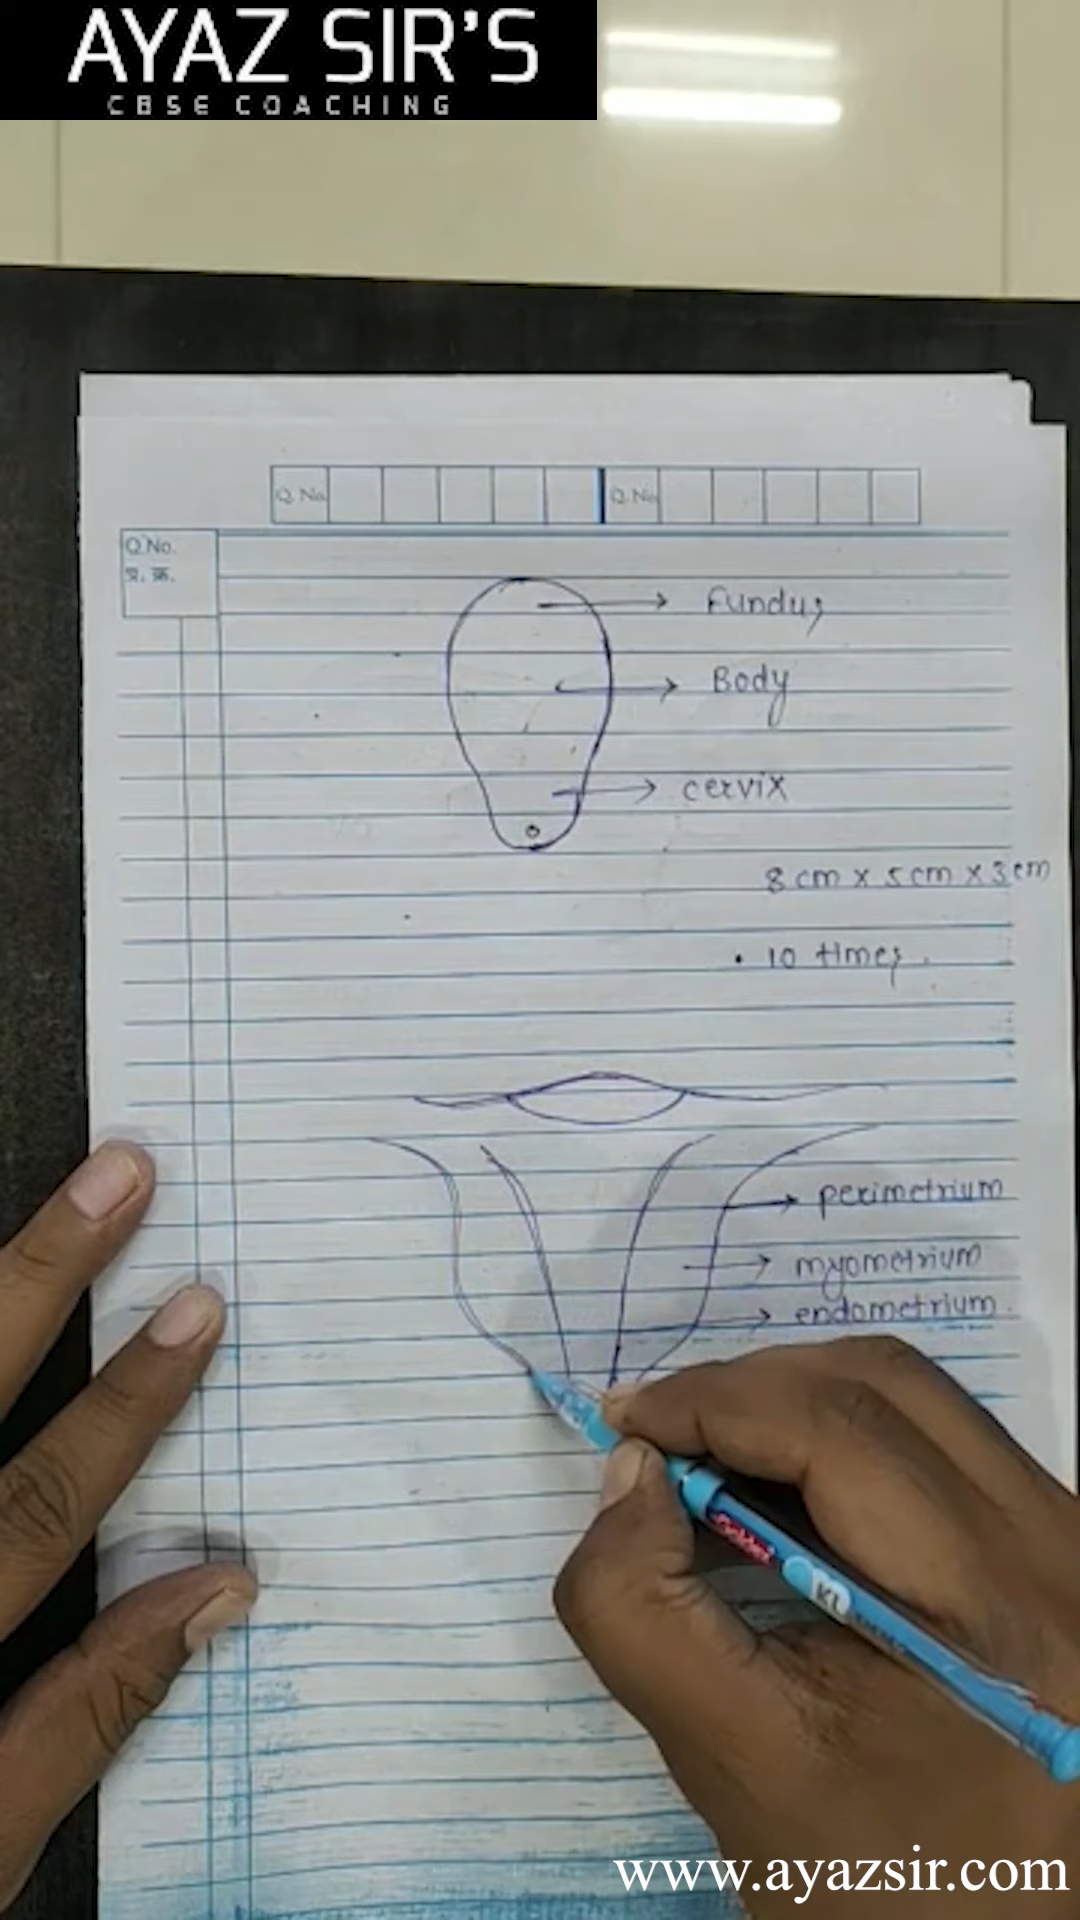 AYAZ SIR'S
CBSE COACHING
Q. No. Q. No.
Q.No.
प्र. क्र.
Fundus
Body
cervix
8 cm x 5 cm x 3 cm
• 10 times.
perimetrium
myometrium
endometrium.
KL
www.ayazsir.com